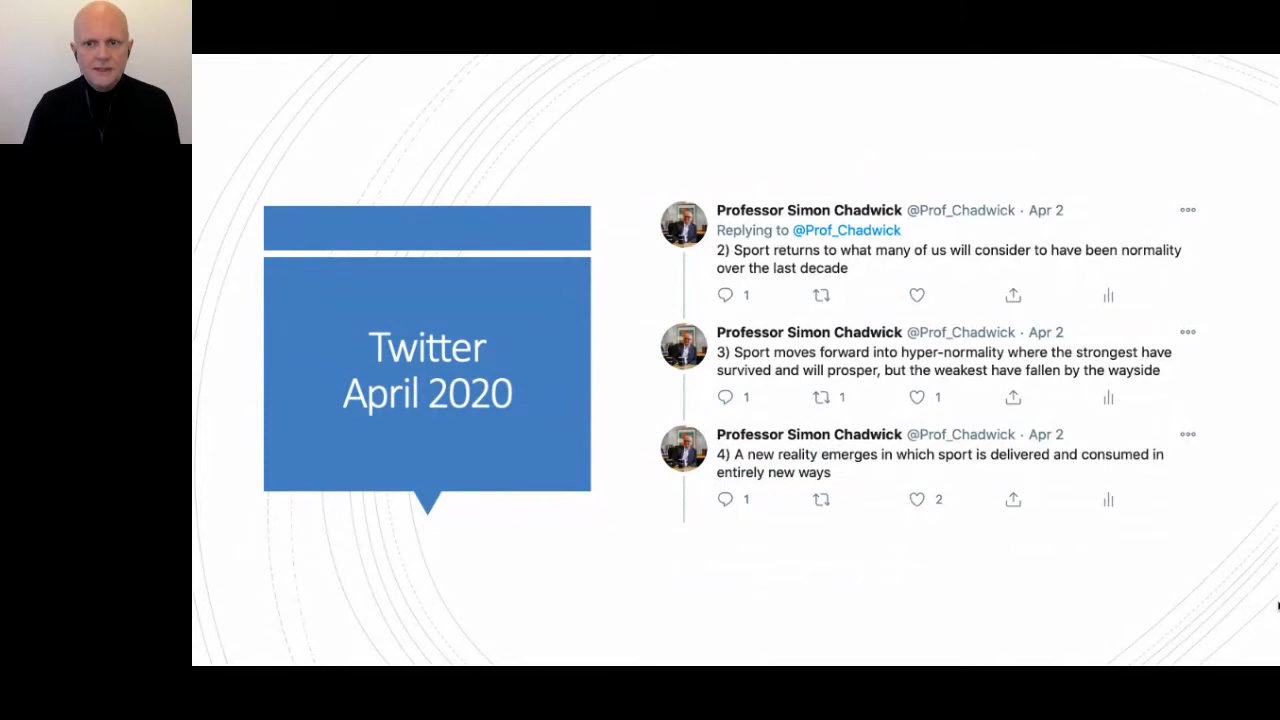 Twitter
April 2020
Professor Simon Chadwick @Prof_Chadwick · Apr 2
Replying to @Prof_Chadwick
2) Sport returns to what many of us will consider to have been normality
over the last decade
1
Professor Simon Chadwick @Prof_Chadwick · Apr 2
3) Sport moves forward into hyper-normality where the strongest have
survived and will prosper, but the weakest have fallen by the wayside
1 1 1
Professor Simon Chadwick @Prof_Chadwick · Apr 2
4) A new reality emerges in which sport is delivered and consumed in
entirely new ways
1 2